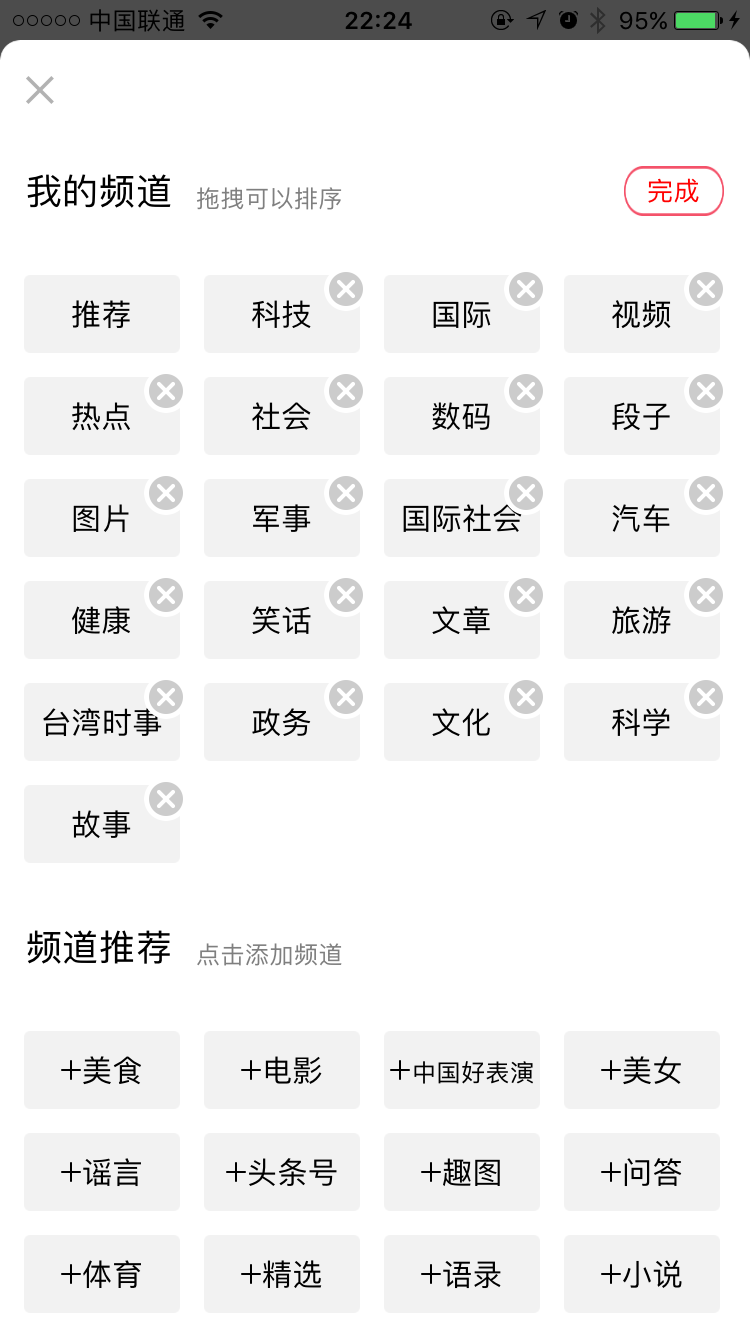 中国联通 22:24 95%
我的频道 拖拽可以排序 完成
推荐 科技 国际 视频
热点 社会 数码 段子
图片 军事 国际社会 汽车
健康 笑话 文章 旅游
台湾时事 政务 文化 科学
故事
频道推荐 点击添加频道
+美食 +电影 +中国好表演 +美女
+谣言 +头条号 +趣图 +问答
+体育 +精选 +语录 +小说